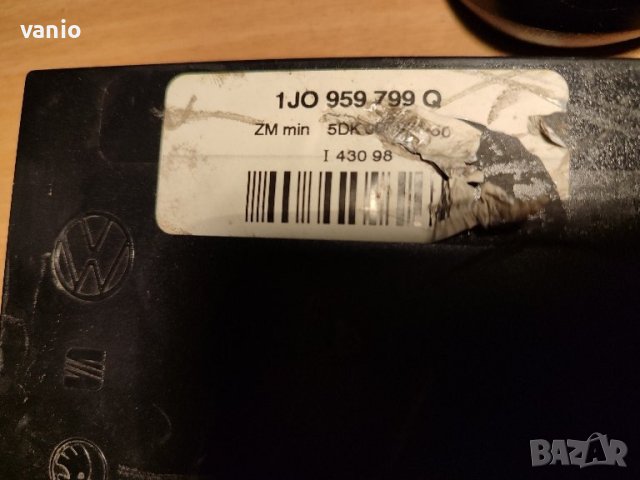 vanio
1JO 959 799 Q
ZM min 5DK
I 430 98
BAZAR